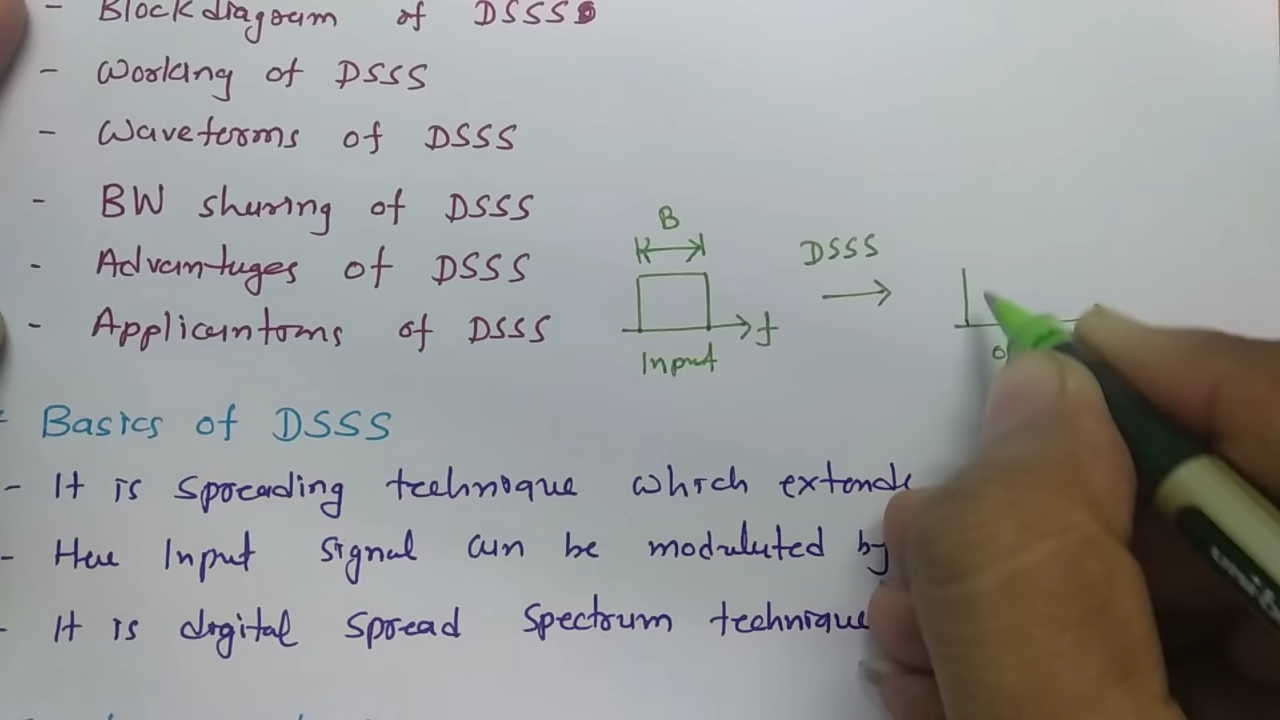 - Block diagram of DSSS
- Working of DSSS
- Waveforms of DSSS
- BW sharing of DSSS
- Advantages of DSSS
- Applications of DSSS
B
DSSS
f
Input
Basics of DSSS
- It is spreading technique which extends
- Here Input signal can be modulated by
- It is digital spread spectrum technique